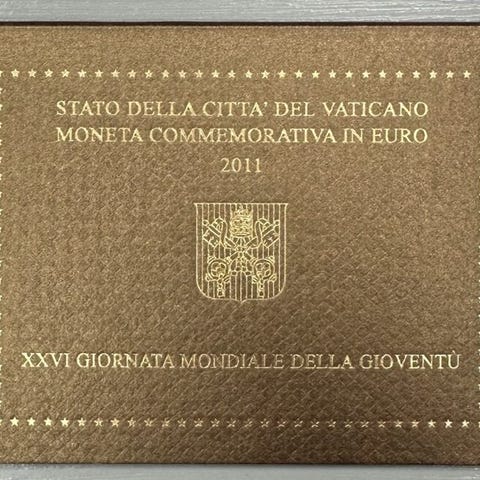 STATO DELLA CITTA' DEL VATICANO
MONETA COMMEMORATIVA IN EURO
2011
XXVI GIORNATA MONDIALE DELLA GIOVENTÙ